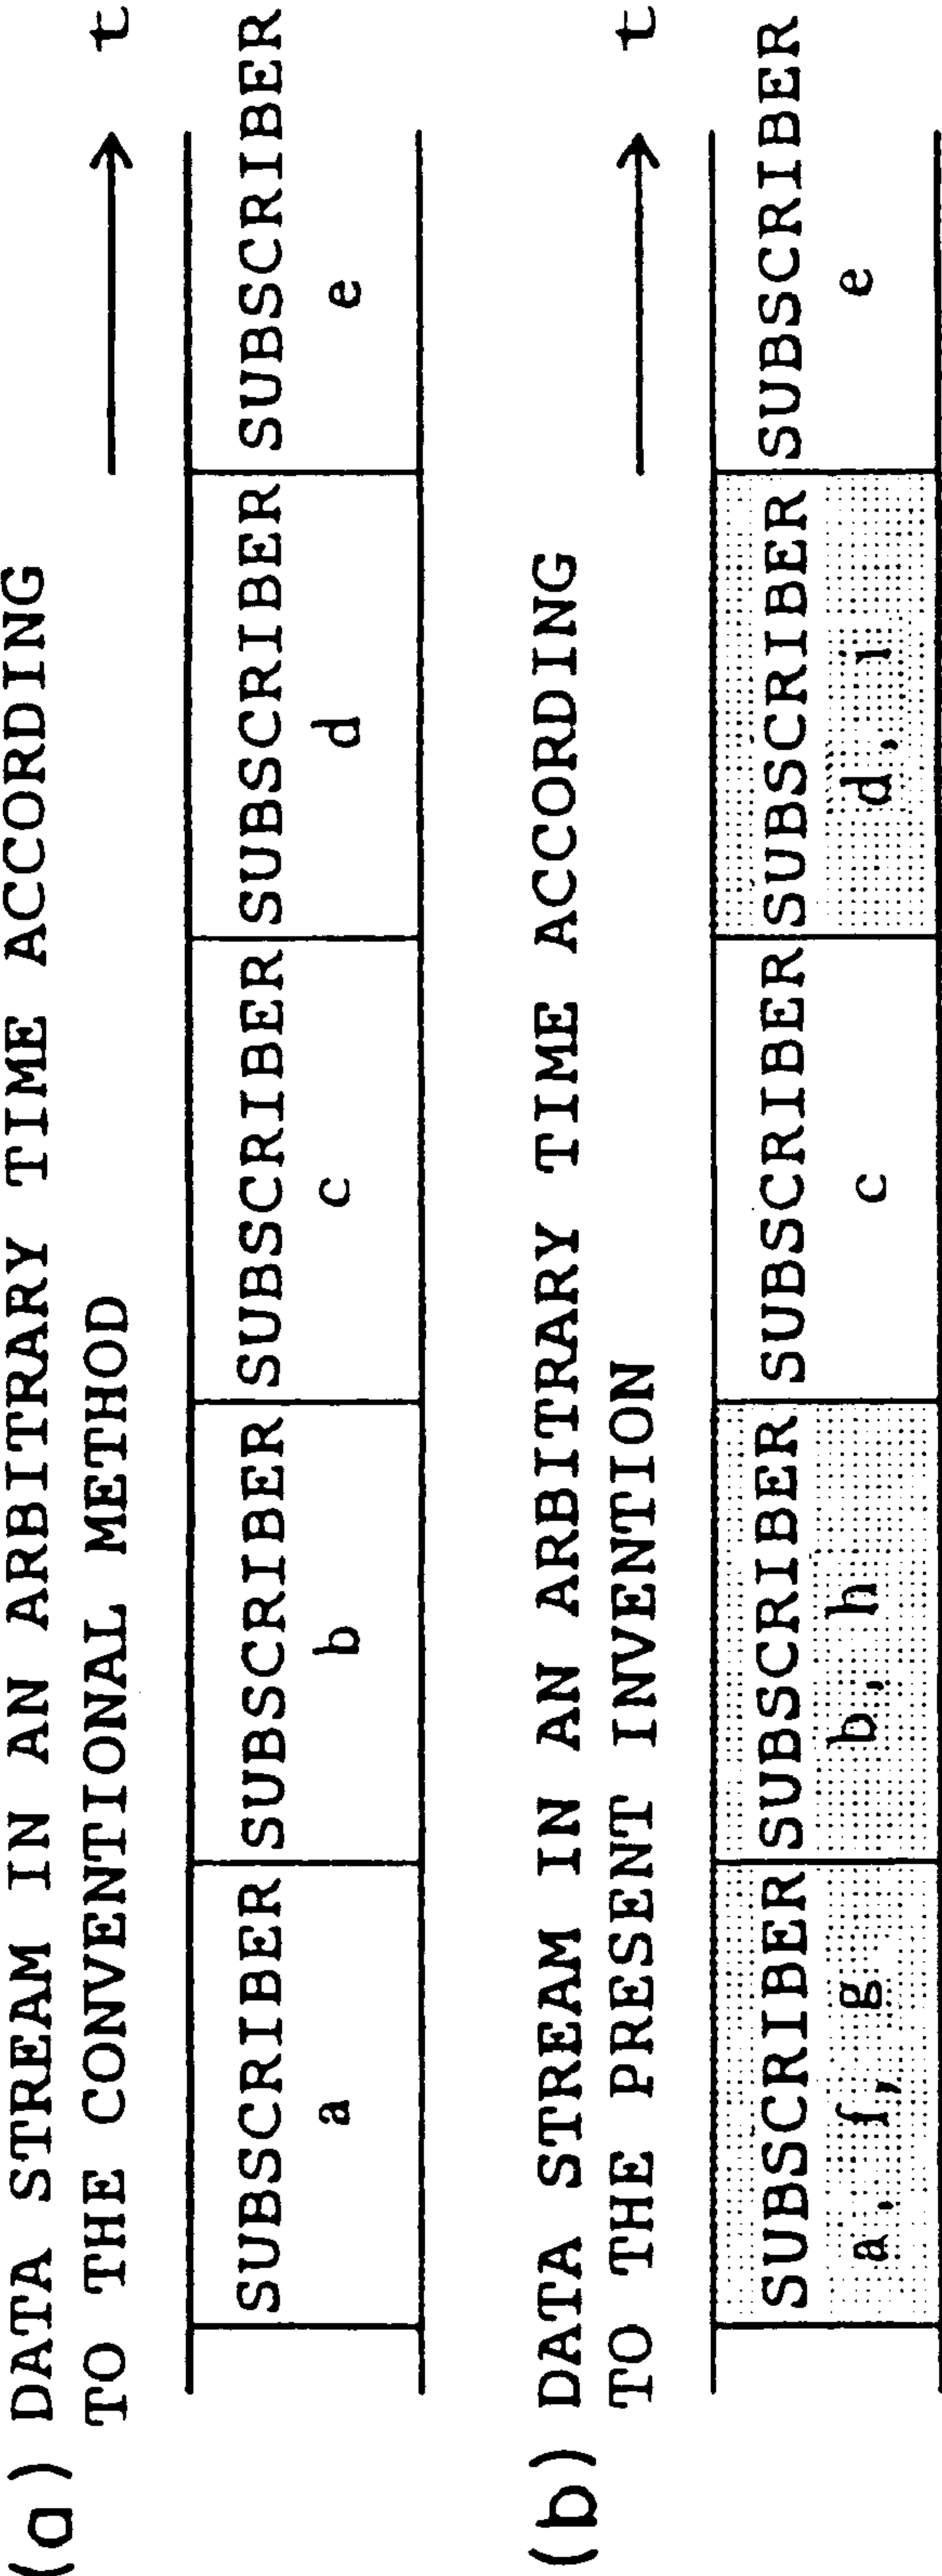 (a) DATA STREAM IN AN ARBITRARY TIME ACCORDING
TO THE CONVENTIONAL METHOD
t
SUBSCRIBER SUBSCRIBER SUBSCRIBER SUBSCRIBER SUBSCRIBER
a b c d e
(b) DATA STREAM IN AN ARBITRARY TIME ACCORDING
TO THE PRESENT INVENTION
t
SUBSCRIBER SUBSCRIBER SUBSCRIBER SUBSCRIBER SUBSCRIBER
a, f, g b, h c d, i e